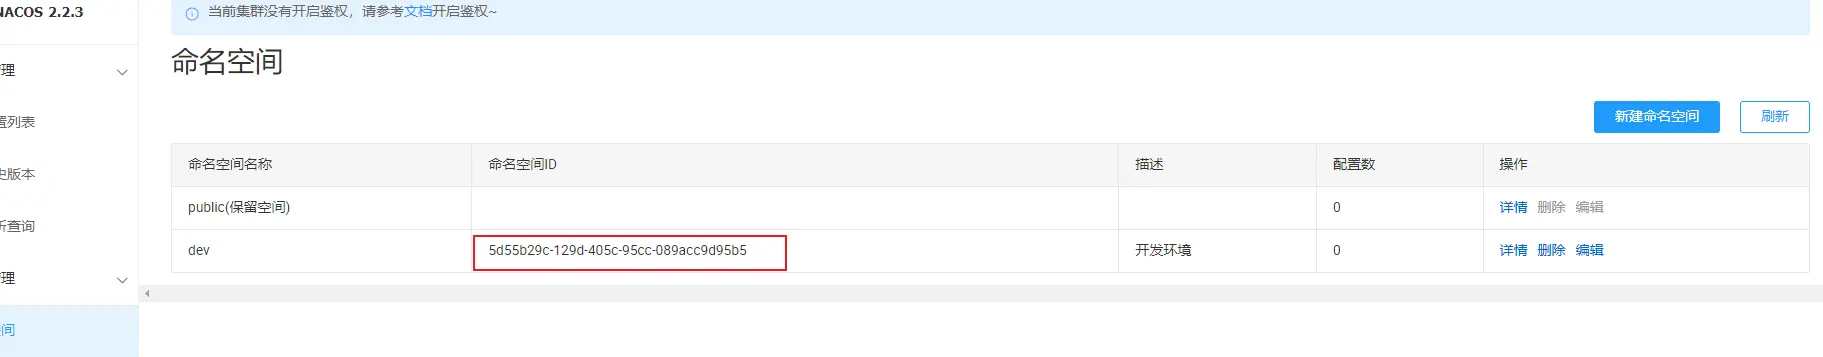 NACOS 2.2.3
当前集群没有开启鉴权，请参考文档开启鉴权~
命名空间
管理
置列表
史版本
听查询
管理
空间
新建命名空间
刷新
命名空间名称 命名空间ID 描述 配置数 操作
public(保留空间) 0 详情 删除 编辑
dev 5d55b29c-129d-405c-95cc-089acc9d95b5 开发环境 0 详情 删除 编辑